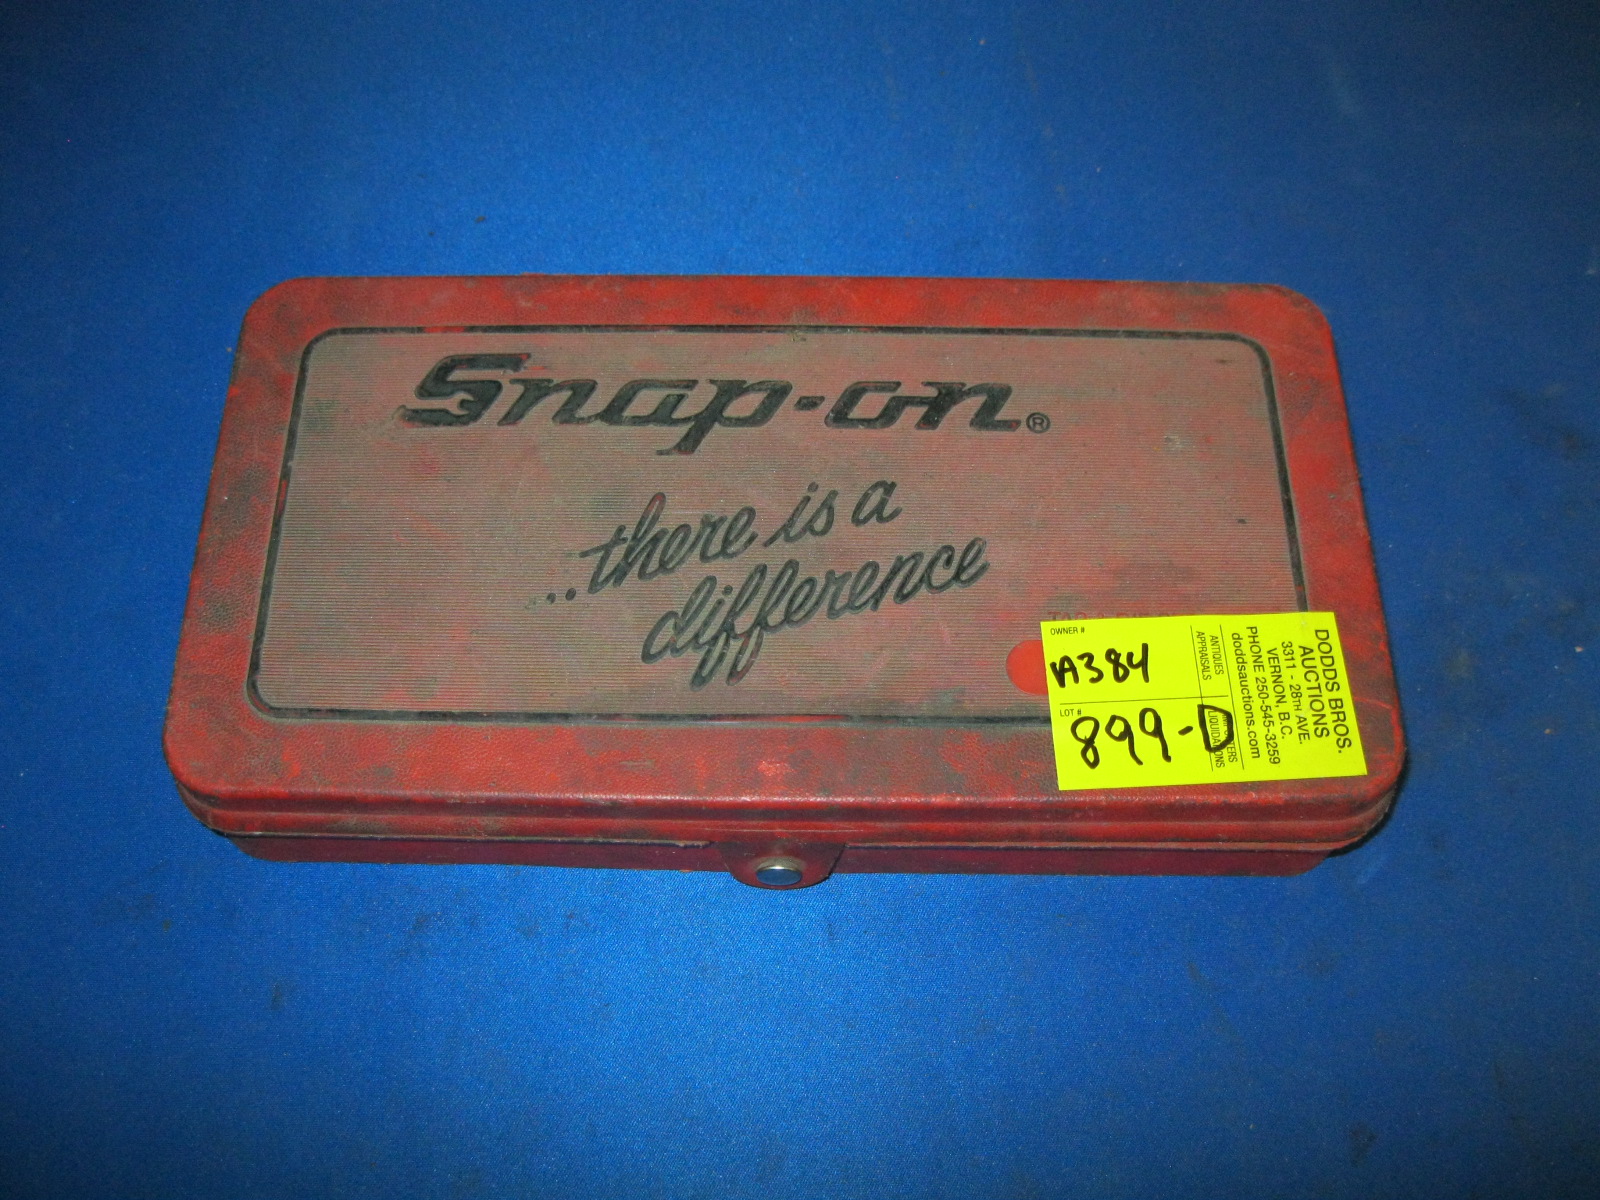 Snap-on®
...there is a
difference
OWNER #
A384
LOT #
899-D
ANTIQUES
APPRAISALS
DODDS BROS.
AUCTIONS
3311 - 28TH AVE.
VERNON, B.C.
PHONE 250-545-3259
doddsauctions.com